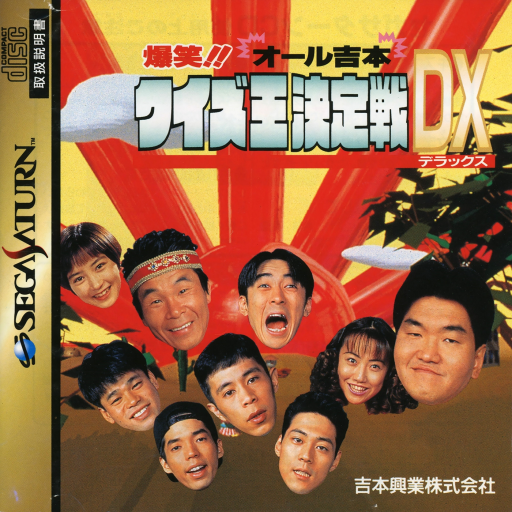 COMPACT
disc
取扱説明書
SEGA SATURN™
爆笑!!
オール吉本
クイズ王決定戦DX
デラックス
吉本興業株式会社